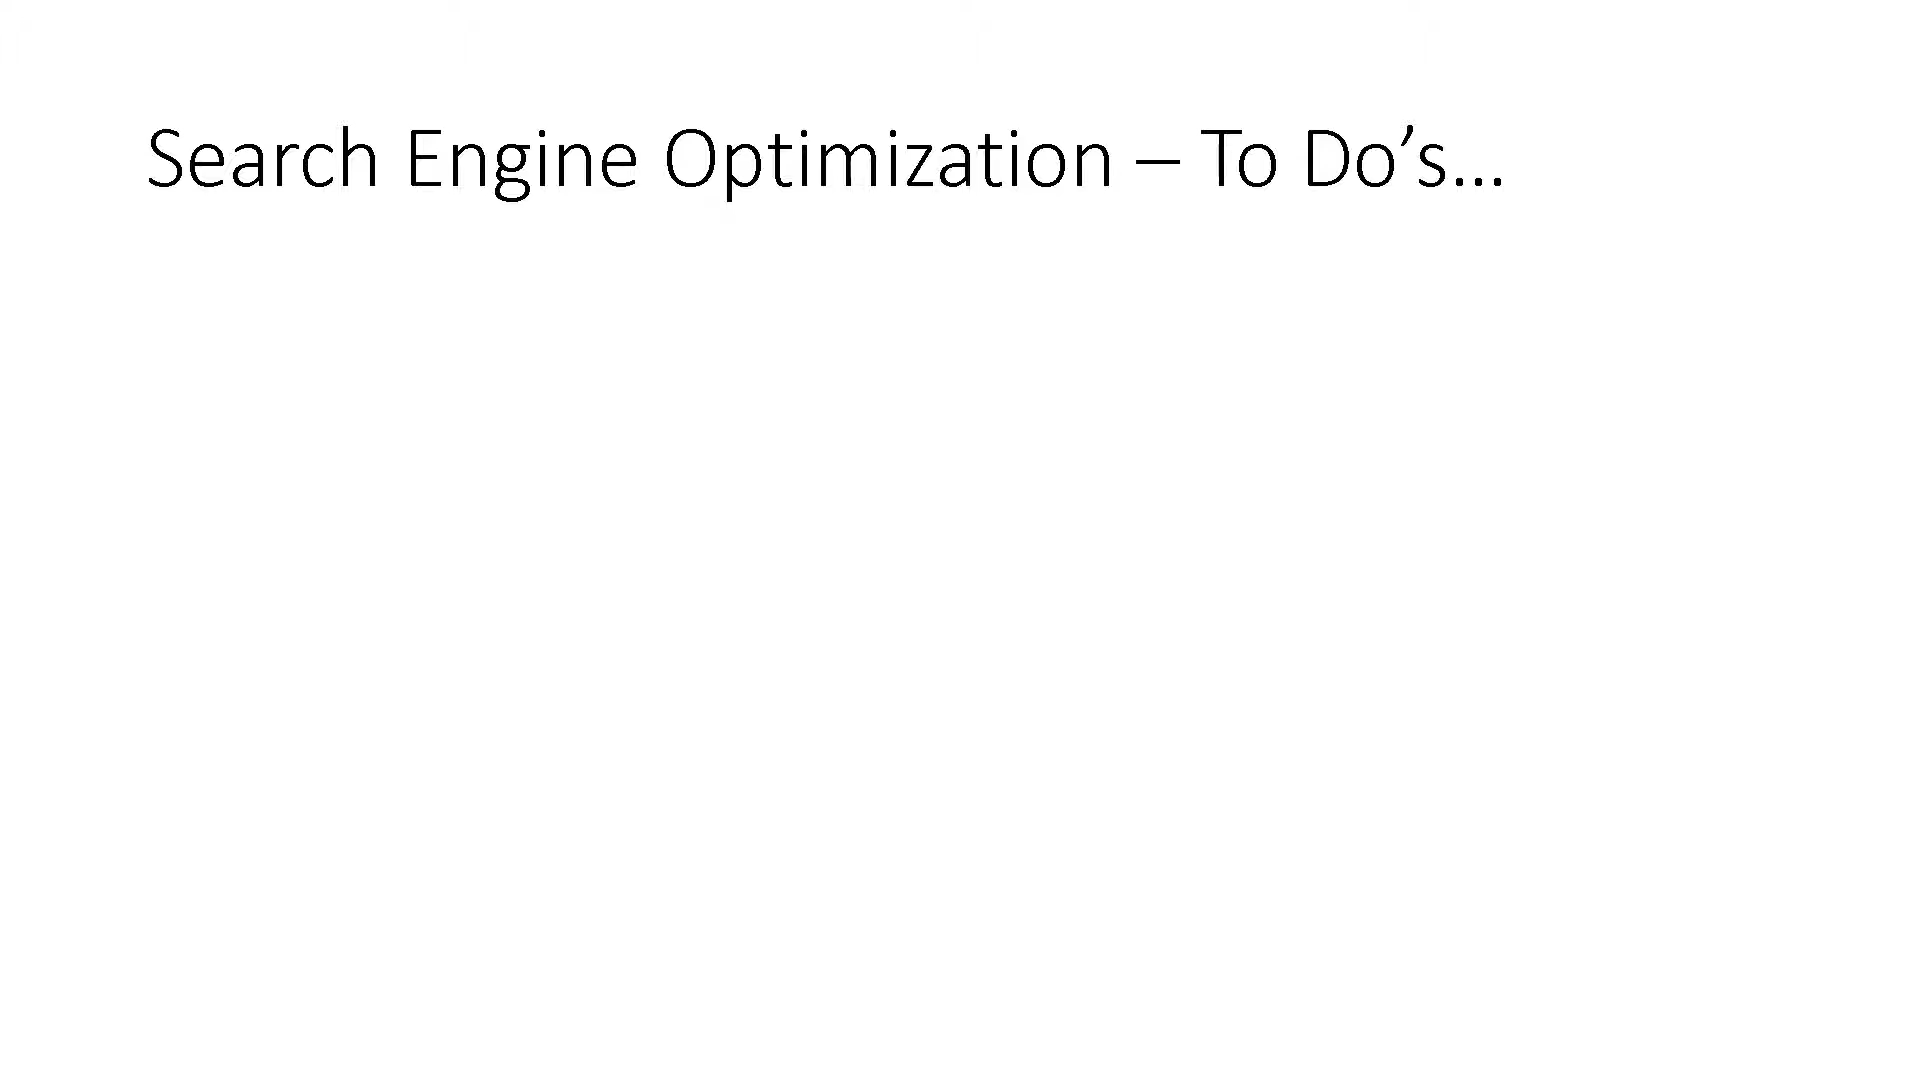 Search Engine Optimization – To Do’s…